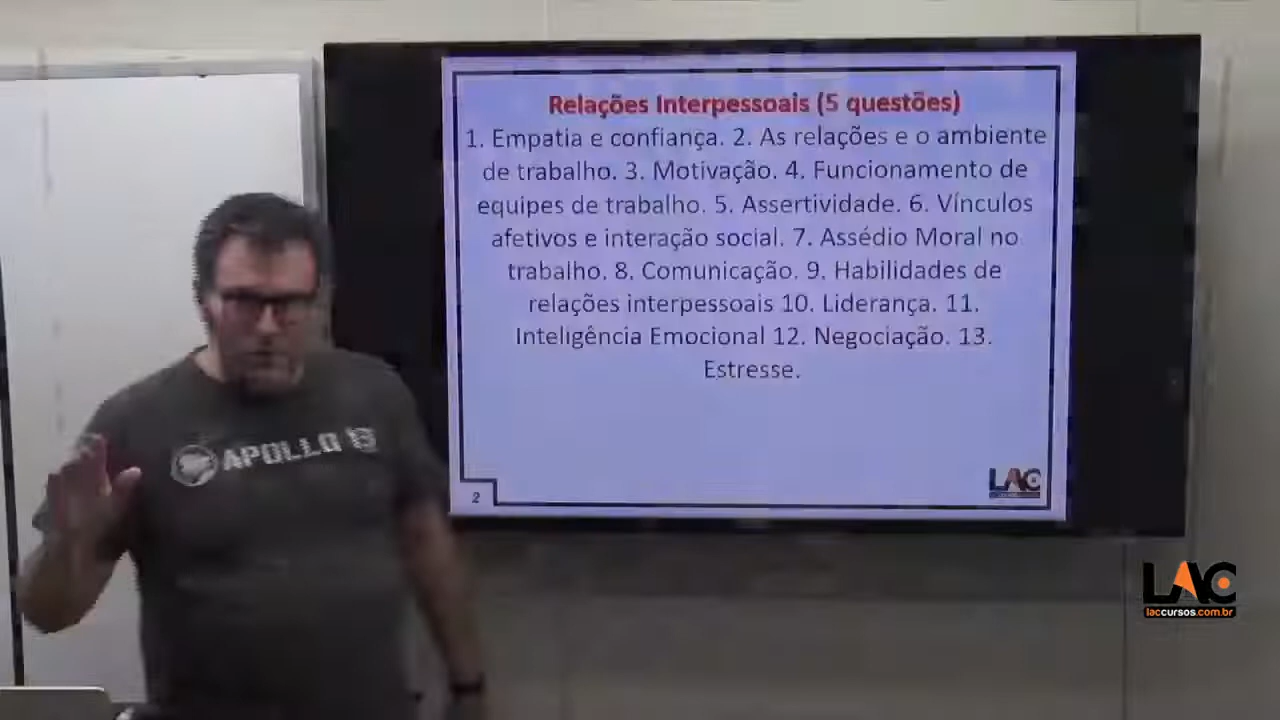 Relações Interpessoais (5 questões)
1. Empatia e confiança. 2. As relações e o ambiente
de trabalho. 3. Motivação. 4. Funcionamento de
equipes de trabalho. 5. Assertividade. 6. Vínculos
afetivos e interação social. 7. Assédio Moral no
trabalho. 8. Comunicação. 9. Habilidades de
relações interpessoais 10. Liderança. 11.
Inteligência Emocional 12. Negociação. 13.
Estresse.
2
LAC
APOLLO 13
LAC
laccursos.com.br